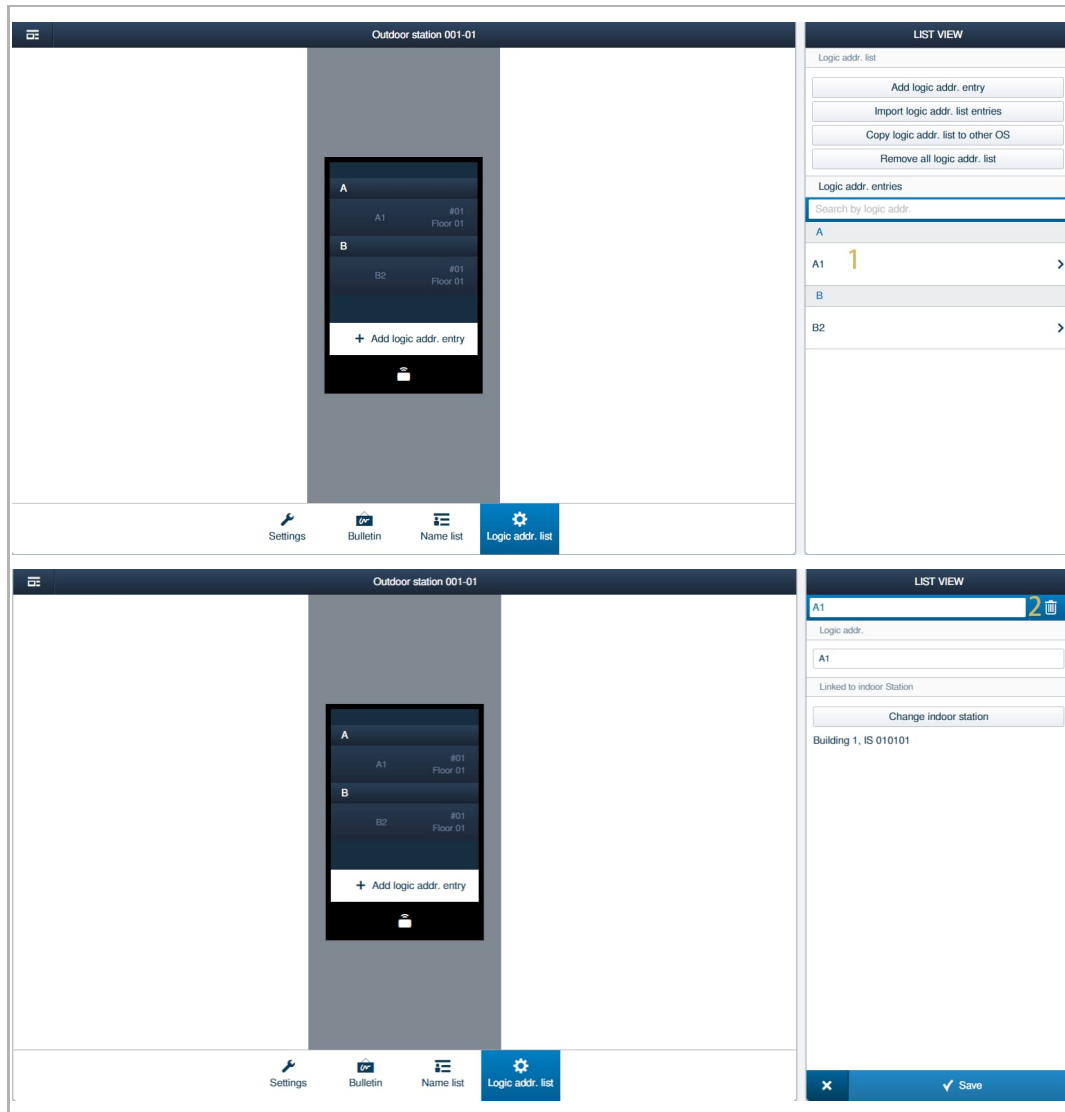 Outdoor station 001-01
A
A1 #01
Floor 01
B
B2 #01
Floor 01
+ Add logic addr. entry
Settings
Bulletin
Name list
Logic addr. list
LIST VIEW
Logic addr. list
Add logic addr. entry
Import logic addr. list entries
Copy logic addr. list to other OS
Remove all logic addr. list
Logic addr. entries
Search by logic addr.
A
A1 1
B
B2
Outdoor station 001-01
A
A1 #01
Floor 01
B
B2 #01
Floor 01
+ Add logic addr. entry
Settings
Bulletin
Name list
Logic addr. list
LIST VIEW
A1 2
Logic addr.
A1
Linked to indoor Station
Change indoor station
Building 1, IS 010101
Save